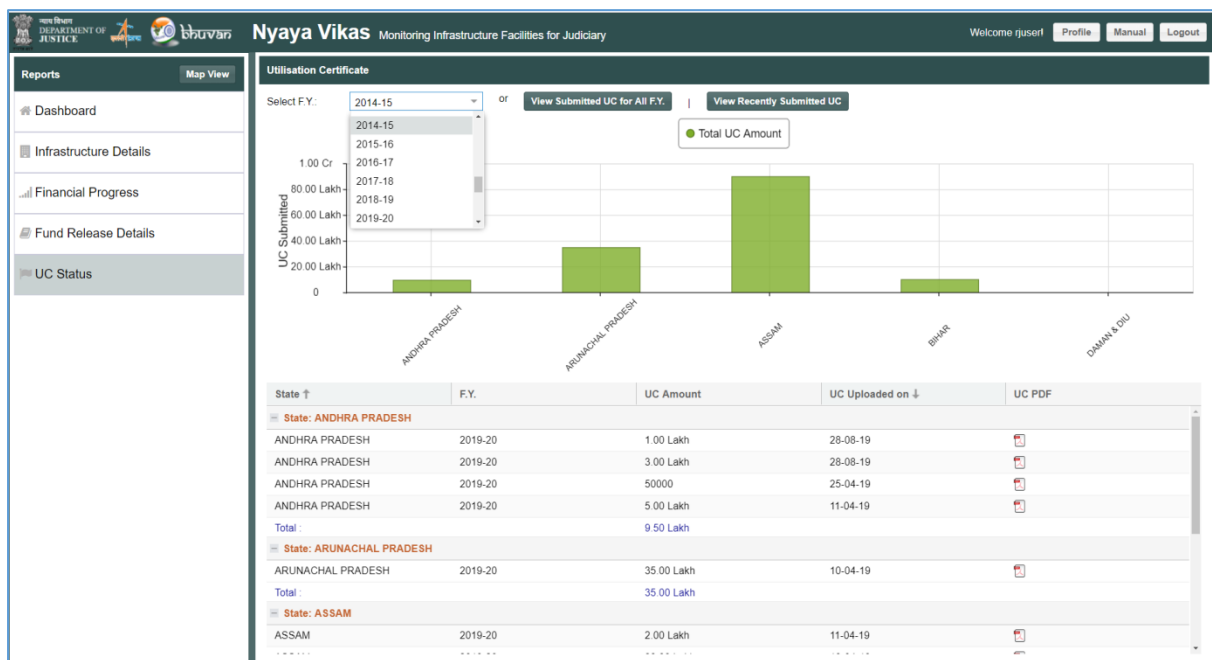 न्याय विभाग
DEPARTMENT OF
JUSTICE
bhuvan
Nyaya Vikas Monitoring Infrastructure Facilities for Judiciary
Welcome rjuser!
Profile
Manual
Logout
Reports
Map View
Dashboard
Infrastructure Details
Financial Progress
Fund Release Details
UC Status
Utilisation Certificate
Select F.Y.: 2014-15 or View Submitted UC for All F.Y. | View Recently Submitted UC
2014-15
2015-16
2016-17
2017-18
2018-19
2019-20
Total UC Amount
UC Submitted
1.00 Cr
80.00 Lakh
60.00 Lakh
40.00 Lakh
20.00 Lakh
0
ANDHRA PRADESH
ARUNACHAL PRADESH
ASSAM
BIHAR
DAMAN & DIU
State ↑ F.Y. UC Amount UC Uploaded on ↓ UC PDF
State: ANDHRA PRADESH
ANDHRA PRADESH 2019-20 1.00 Lakh 28-08-19
ANDHRA PRADESH 2019-20 3.00 Lakh 28-08-19
ANDHRA PRADESH 2019-20 50000 25-04-19
ANDHRA PRADESH 2019-20 5.00 Lakh 11-04-19
Total : 9.50 Lakh
State: ARUNACHAL PRADESH
ARUNACHAL PRADESH 2019-20 35.00 Lakh 10-04-19
Total : 35.00 Lakh
State: ASSAM
ASSAM 2019-20 2.00 Lakh 11-04-19